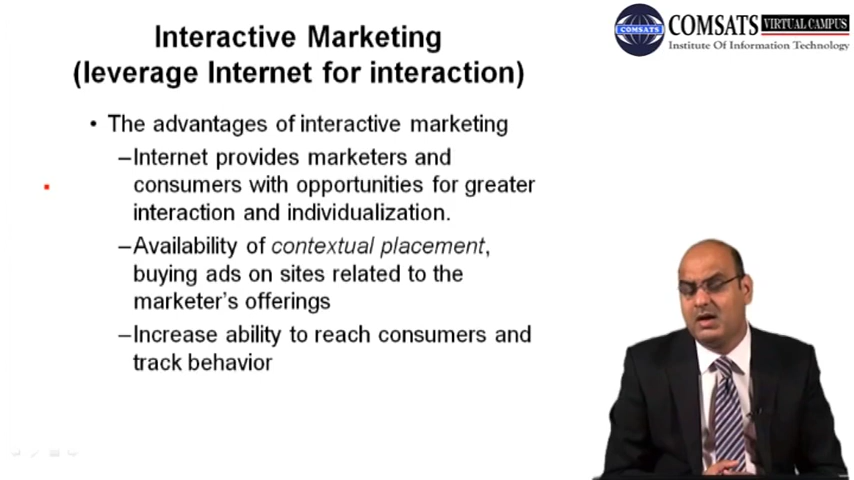 Interactive Marketing
(leverage Internet for interaction)
COMSATS VIRTUAL CAMPUS
Institute Of Information Technology
COMSATS
• The advantages of interactive marketing
–Internet provides marketers and
consumers with opportunities for greater
interaction and individualization.
–Availability of contextual placement,
buying ads on sites related to the
marketer's offerings
–Increase ability to reach consumers and
track behavior